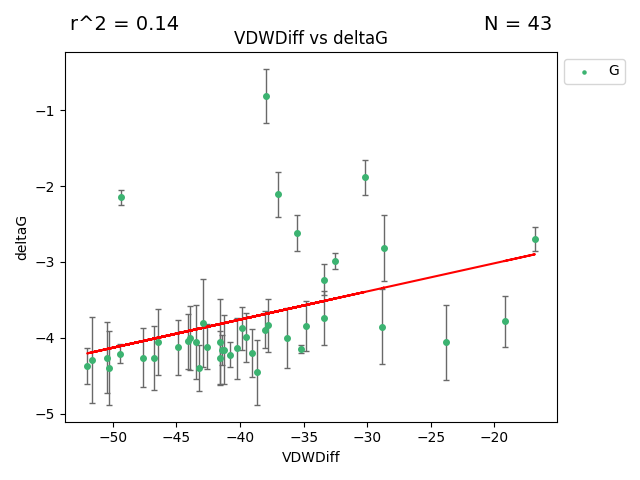 r^2 = 0.14
N = 43
VDWDiff vs deltaG
G
−1
−2
−3
−4
−5
deltaG
−50
−45
−40
−35
−30
−25
−20
VDWDiff